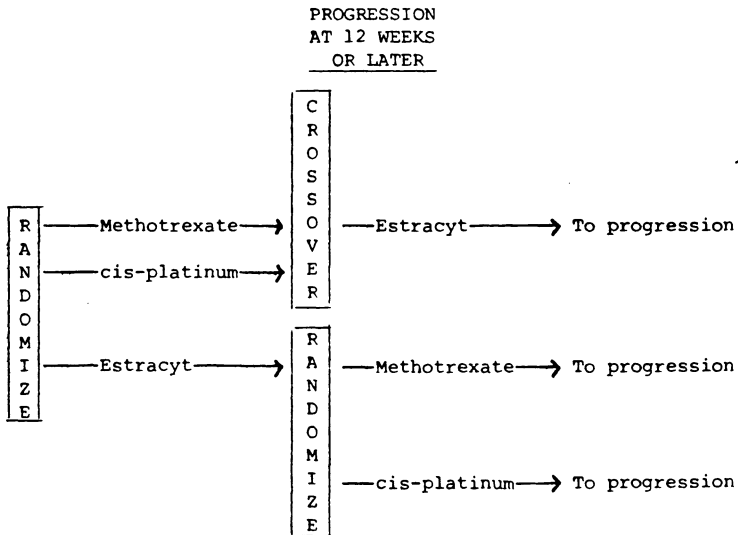 PROGRESSION
AT 12 WEEKS
OR LATER
RANDOMIZE
Methotrexate
cis-platinum
Estracyt
CROSSOVER
Estracyt
To progression
RANDOMIZE
Methotrexate
To progression
cis-platinum
To progression